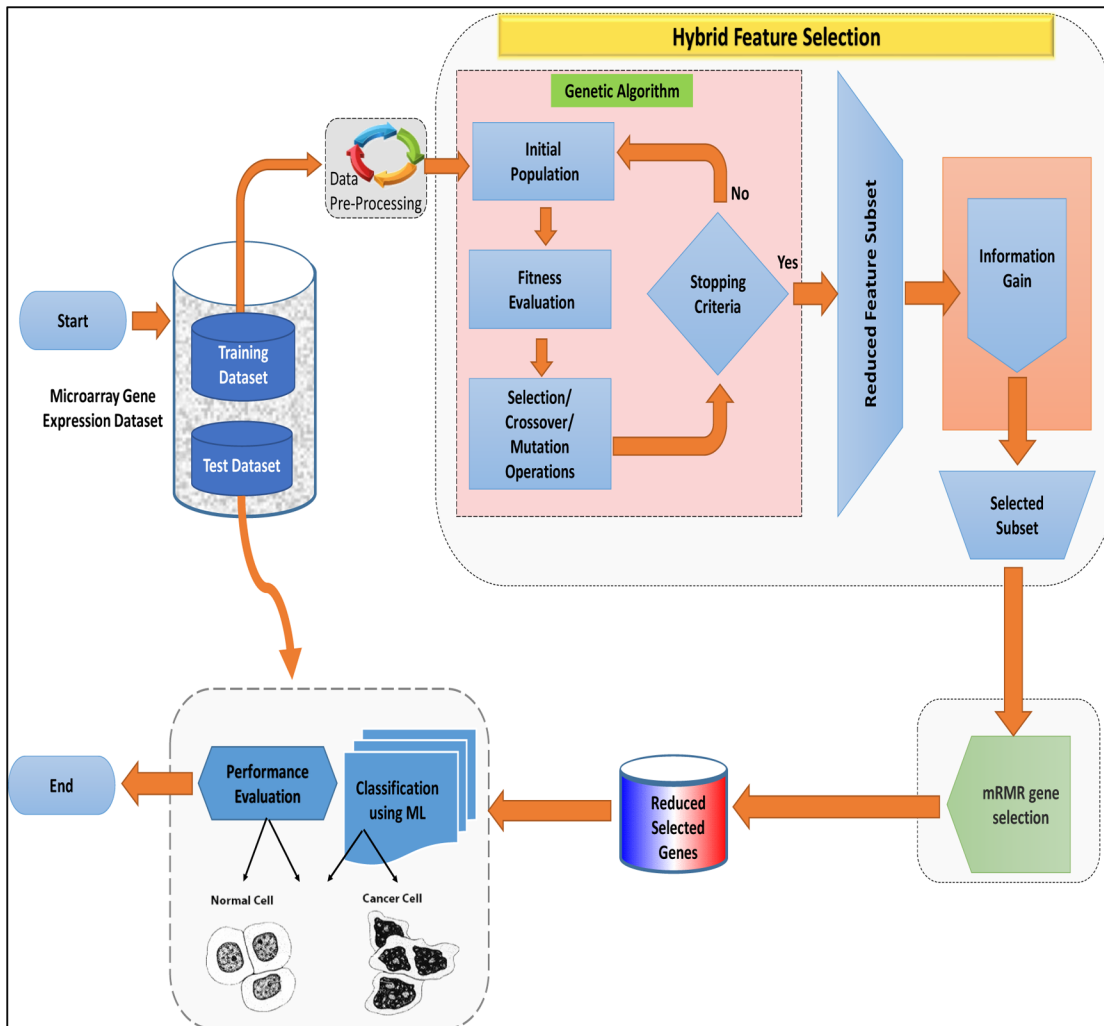 Hybrid Feature Selection
Genetic Algorithm
Initial
Population
Fitness
Evaluation
Selection/
Crossover/
Mutation
Operations
No
Stopping
Criteria
Yes
Reduced Feature Subset
Information
Gain
Selected
Subset
Data
Pre-Processing
Start
Microarray Gene
Expression Dataset
Training
Dataset
Test Dataset
mRMR gene
selection
Reduced
Selected
Genes
Classification
using ML
Performance
Evaluation
Normal Cell
Cancer Cell
End